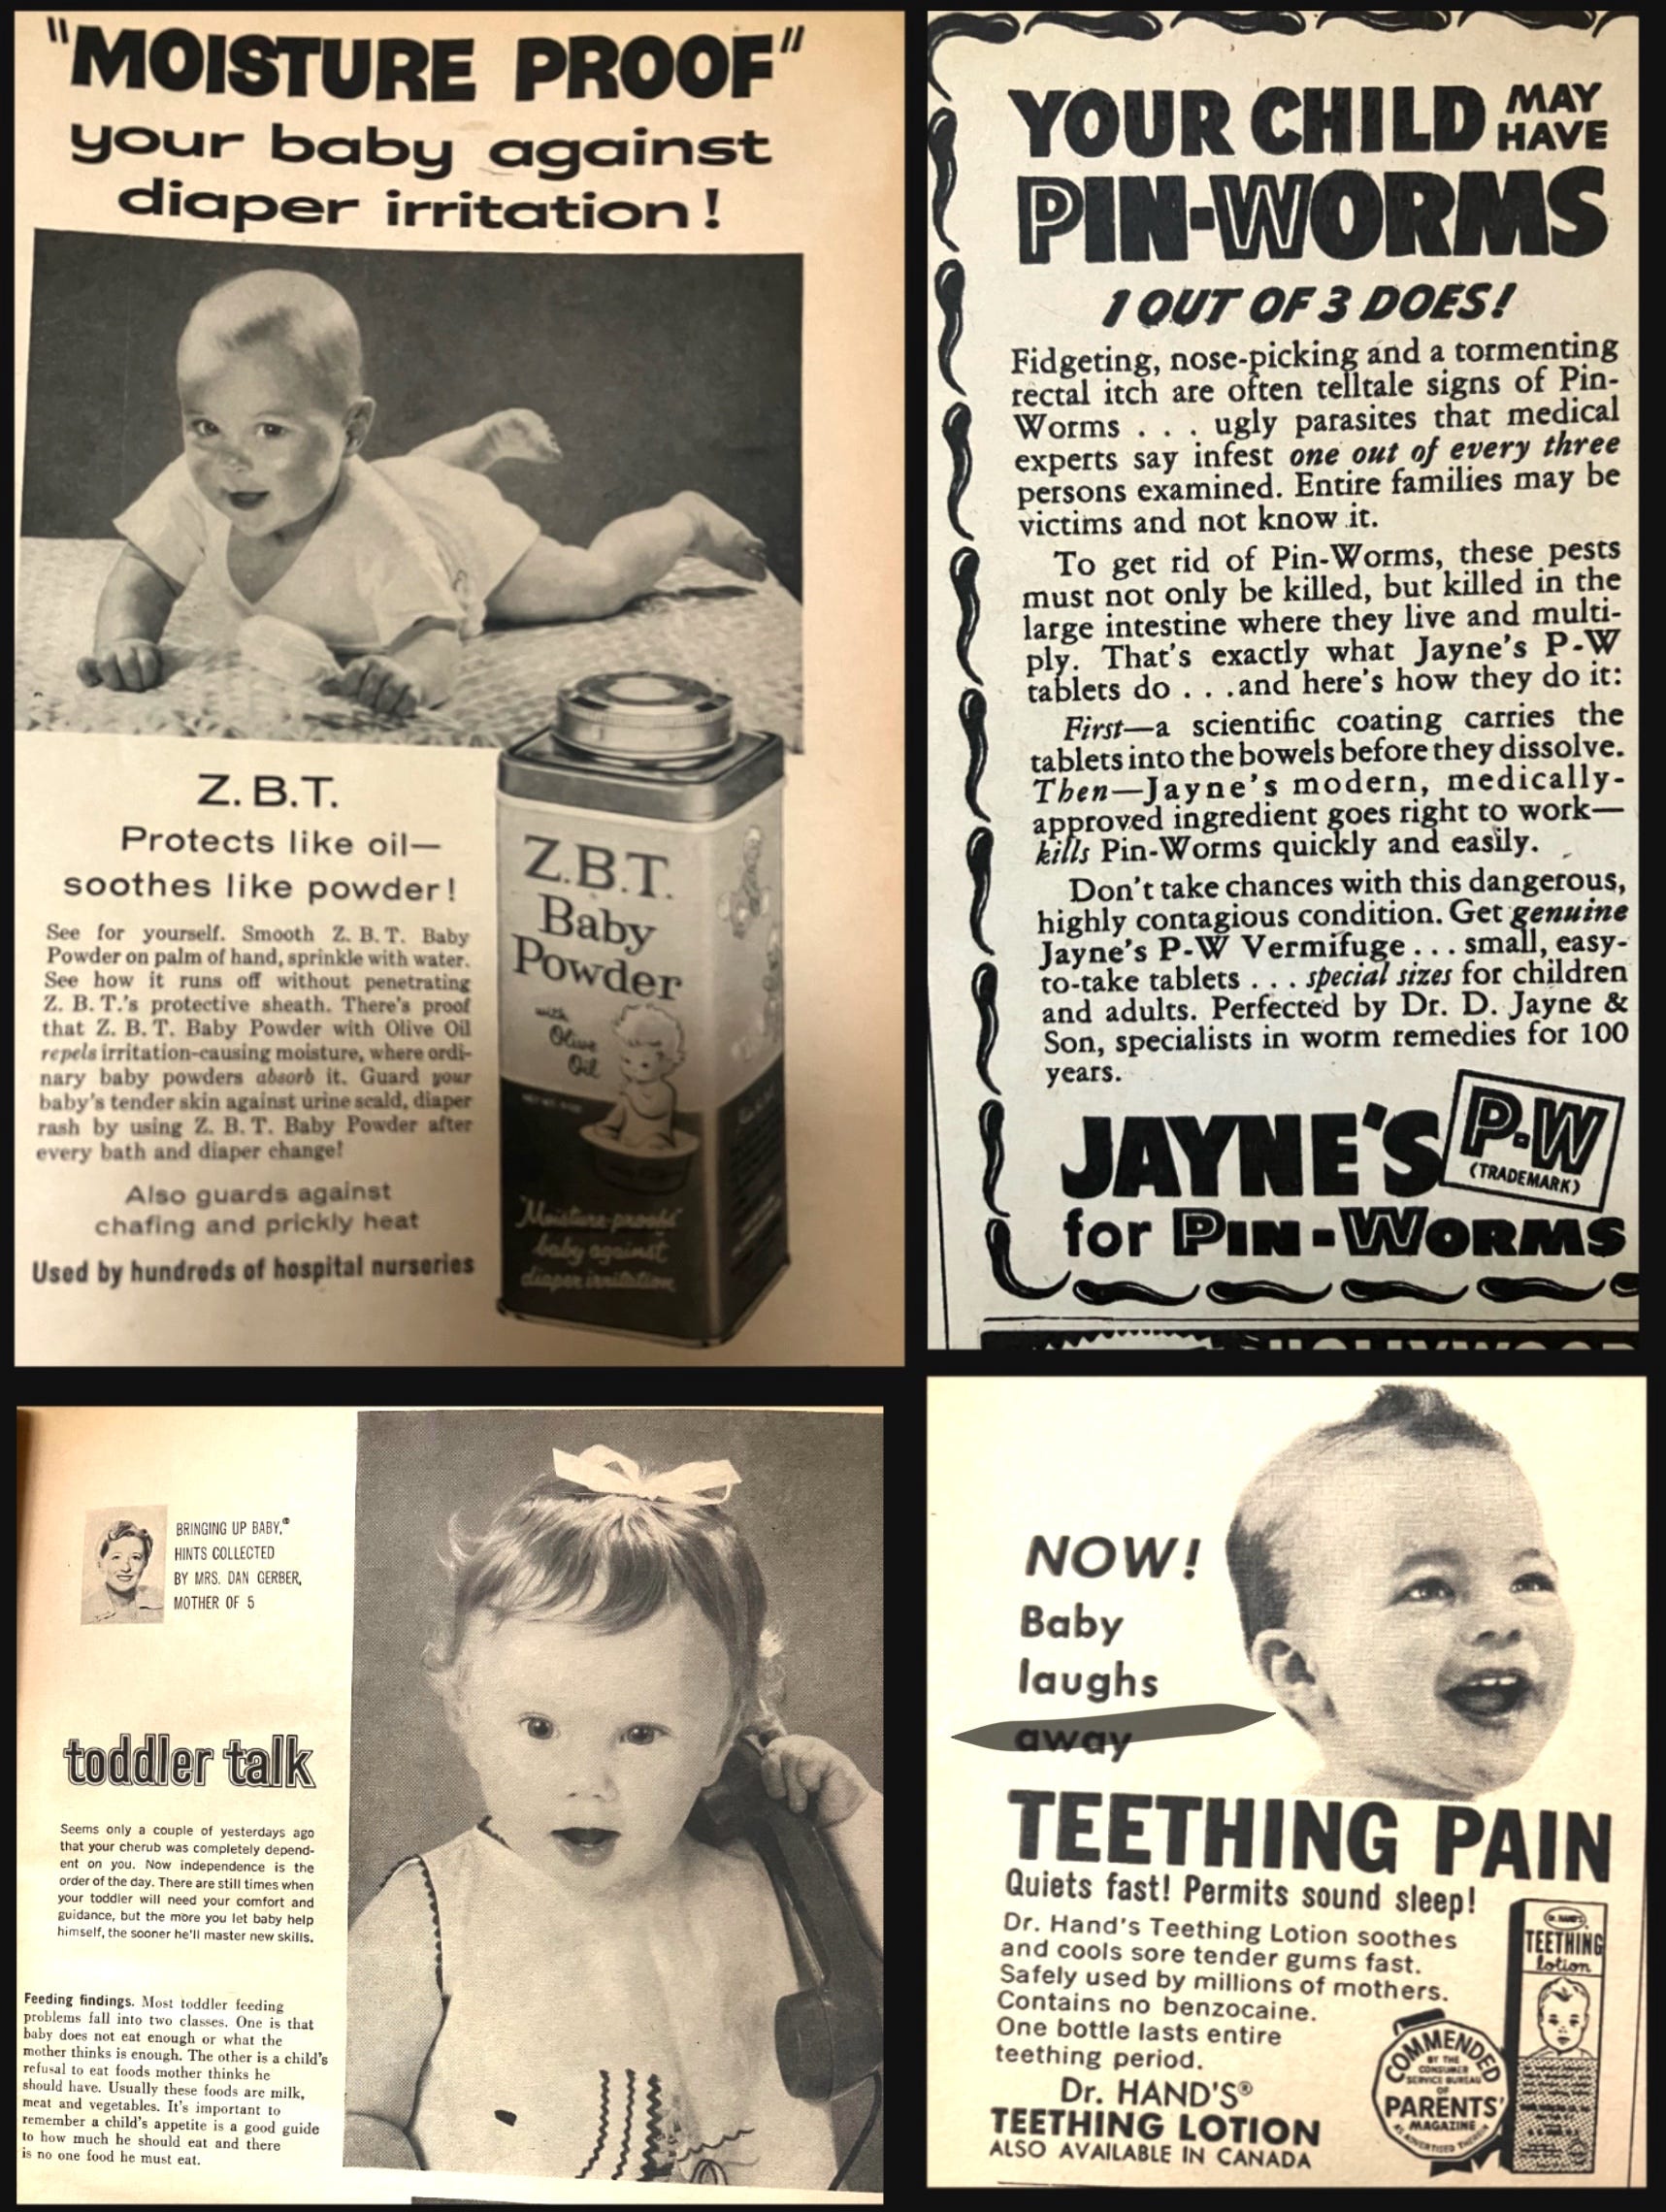 "MOISTURE PROOF"
your baby against
diaper irritation!
Z.B.T.
Protects like oil—
soothes like powder!
See for yourself. Smooth Z.B.T. Baby
Powder on palm of hand, sprinkle with water.
See how it runs off without penetrating
Z.B.T.'s protective sheath. There's proof
that Z.B.T. Baby Powder with Olive Oil
repels irritation-causing moisture, where ordi-
nary baby powders absorb it. Guard your
baby's tender skin against urine scald, diaper
rash by using Z.B.T. Baby Powder after
every bath and diaper change!
Also guards against
chafing and prickly heat
Used by hundreds of hospital nurseries
Z.B.T.
Baby
Powder
with
Olive
Oil
"Moisture-proofs"
baby against
diaper irritation
YOUR CHILD MAY
HAVE
PIN-WORMS
1 OUT OF 3 DOES!
Fidgeting, nose-picking and a tormenting
rectal itch are often telltale signs of Pin-
Worms . . . ugly parasites that medical
experts say infest one out of every three
persons examined. Entire families may be
victims and not know it.
To get rid of Pin-Worms, these pests
must not only be killed, but killed in the
large intestine where they live and multi-
ply. That's exactly what Jayne's P-W
tablets do . . .and here's how they do it:
First—a scientific coating carries the
tablets into the bowels before they dissolve.
Then—Jayne's modern, medically-
approved ingredient goes right to work—
kills Pin-Worms quickly and easily.
Don't take chances with this dangerous,
highly contagious condition. Get genuine
Jayne's P-W Vermifuge . . . small, easy-
to-take tablets . . . special sizes for children
and adults. Perfected by Dr. D. Jayne &
Son, specialists in worm remedies for 100
years.
JAYNE'S P-W
(TRADEMARK)
for PIN-WORMS
BRINGING UP BABY,®
HINTS COLLECTED
BY MRS. DAN GERBER,
MOTHER OF 5
toddler talk
Seems only a couple of yesterdays ago
that your cherub was completely depend-
ent on you. Now independence is the
order of the day. There are still times when
your toddler will need your comfort and
guidance, but the more you let baby help
himself, the sooner he'll master new skills.
Feeding findings. Most toddler feeding
problems fall into two classes. One is that
baby does not eat enough or what the
mother thinks is enough. The other is a child's
refusal to eat foods mother thinks he
should have. Usually these foods are milk,
meat and vegetables. It's important to
remember a child's appetite is a good guide
to how much he should eat and there
is no one food he must eat.
NOW!
Baby
laughs
away
TEETHING PAIN
Quiets fast! Permits sound sleep!
Dr. Hand's Teething Lotion soothes
and cools sore tender gums fast.
Safely used by millions of mothers.
Contains no benzocaine.
One bottle lasts entire
teething period.
Dr. HAND'S®
TEETHING LOTION
ALSO AVAILABLE IN CANADA
COMMENDED
BY THE
CONSUMER
SERVICE BUREAU
OF
PARENTS'
MAGAZINE
AS ADVERTISED THEREIN
DR. HAND'S
TEETHING
lotion